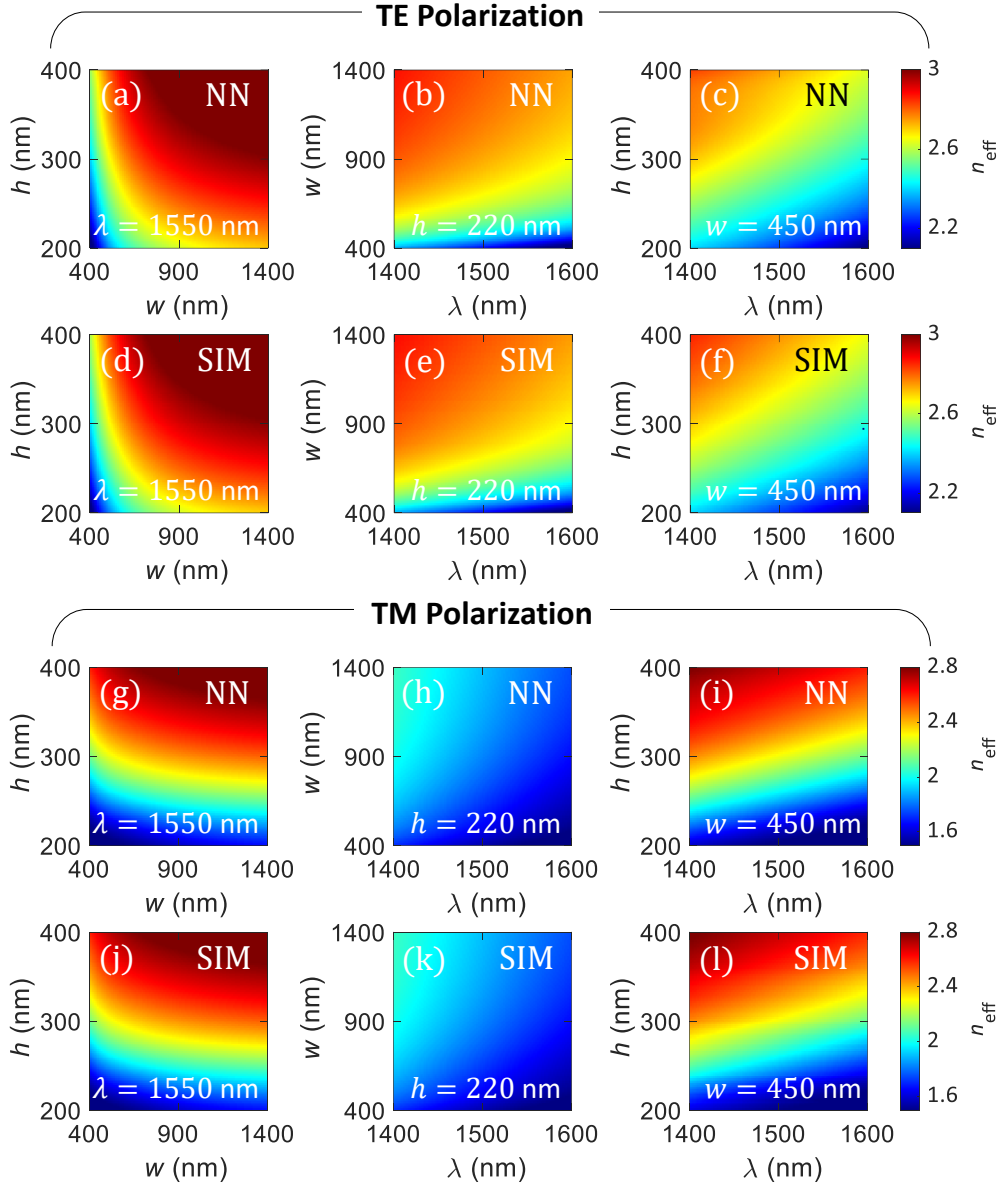 TE Polarization
400 (a) NN 1400 (b) NN 400 (c) NN 3
h (nm) 300 w (nm) 900 h (nm) 300 2.6 n_eff
λ = 1550 nm h = 220 nm w = 450 nm 2.2
200 400 200
400 900 1400 1400 1500 1600 1400 1500 1600
w (nm) λ (nm) λ (nm)
400 (d) SIM 1400 (e) SIM 400 (f) SIM 3
h (nm) 300 w (nm) 900 h (nm) 300 2.6 n_eff
λ = 1550 nm h = 220 nm w = 450 nm 2.2
200 400 200
400 900 1400 1400 1500 1600 1400 1500 1600
w (nm) λ (nm) λ (nm)
TM Polarization
400 (g) NN 1400 (h) NN 400 (i) NN 2.8
2.4
h (nm) 300 w (nm) 900 h (nm) 300 2 n_eff
λ = 1550 nm h = 220 nm w = 450 nm 1.6
200 400 200
400 900 1400 1400 1500 1600 1400 1500 1600
w (nm) λ (nm) λ (nm)
400 (j) SIM 1400 (k) SIM 400 (l) SIM 2.8
2.4
h (nm) 300 w (nm) 900 h (nm) 300 2 n_eff
λ = 1550 nm h = 220 nm w = 450 nm 1.6
200 400 200
400 900 1400 1400 1500 1600 1400 1500 1600
w (nm) λ (nm) λ (nm)